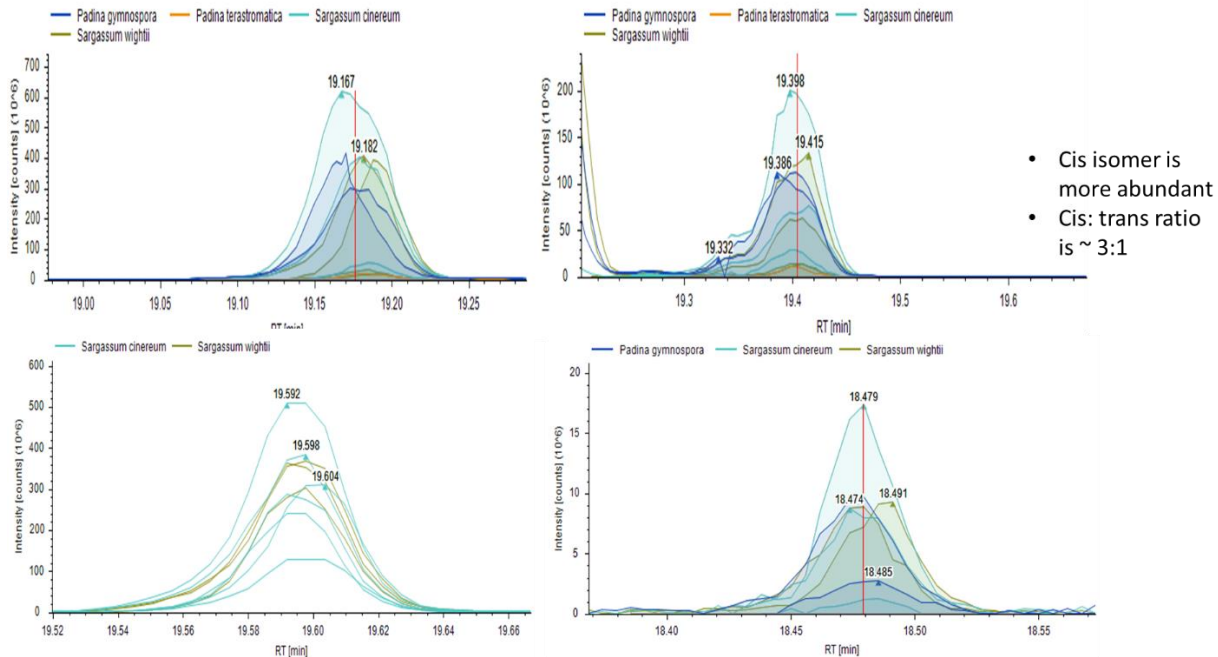 Padina gymnospora Padina terastromatica Sargassum cinereum
Sargassum wightii
Intensity [counts] (10^6)
700
600
500
400
300
200
100
0
19.167
19.182
19.00 19.05 19.10 19.15 19.20 19.25
RT [min]
Padina gymnospora Padina terastromatica Sargassum cinereum
Sargassum wightii
Intensity [counts] (10^6)
200
150
100
50
0
19.398
19.415
19.386
19.332
19.3 19.4 19.5 19.6
RT [min]
• Cis isomer is
more abundant
• Cis: trans ratio
is ~ 3:1
Sargassum cinereum Sargassum wightii
Intensity [counts] (10^6)
600
500
400
300
200
100
0
19.592
19.598
19.604
19.52 19.54 19.56 19.58 19.60 19.62 19.64 19.66
RT [min]
Padina gymnospora Sargassum cinereum Sargassum wightii
Intensity [counts] (10^6)
20
15
10
5
0
18.479
18.474
18.491
18.485
18.40 18.45 18.50 18.55
RT [min]